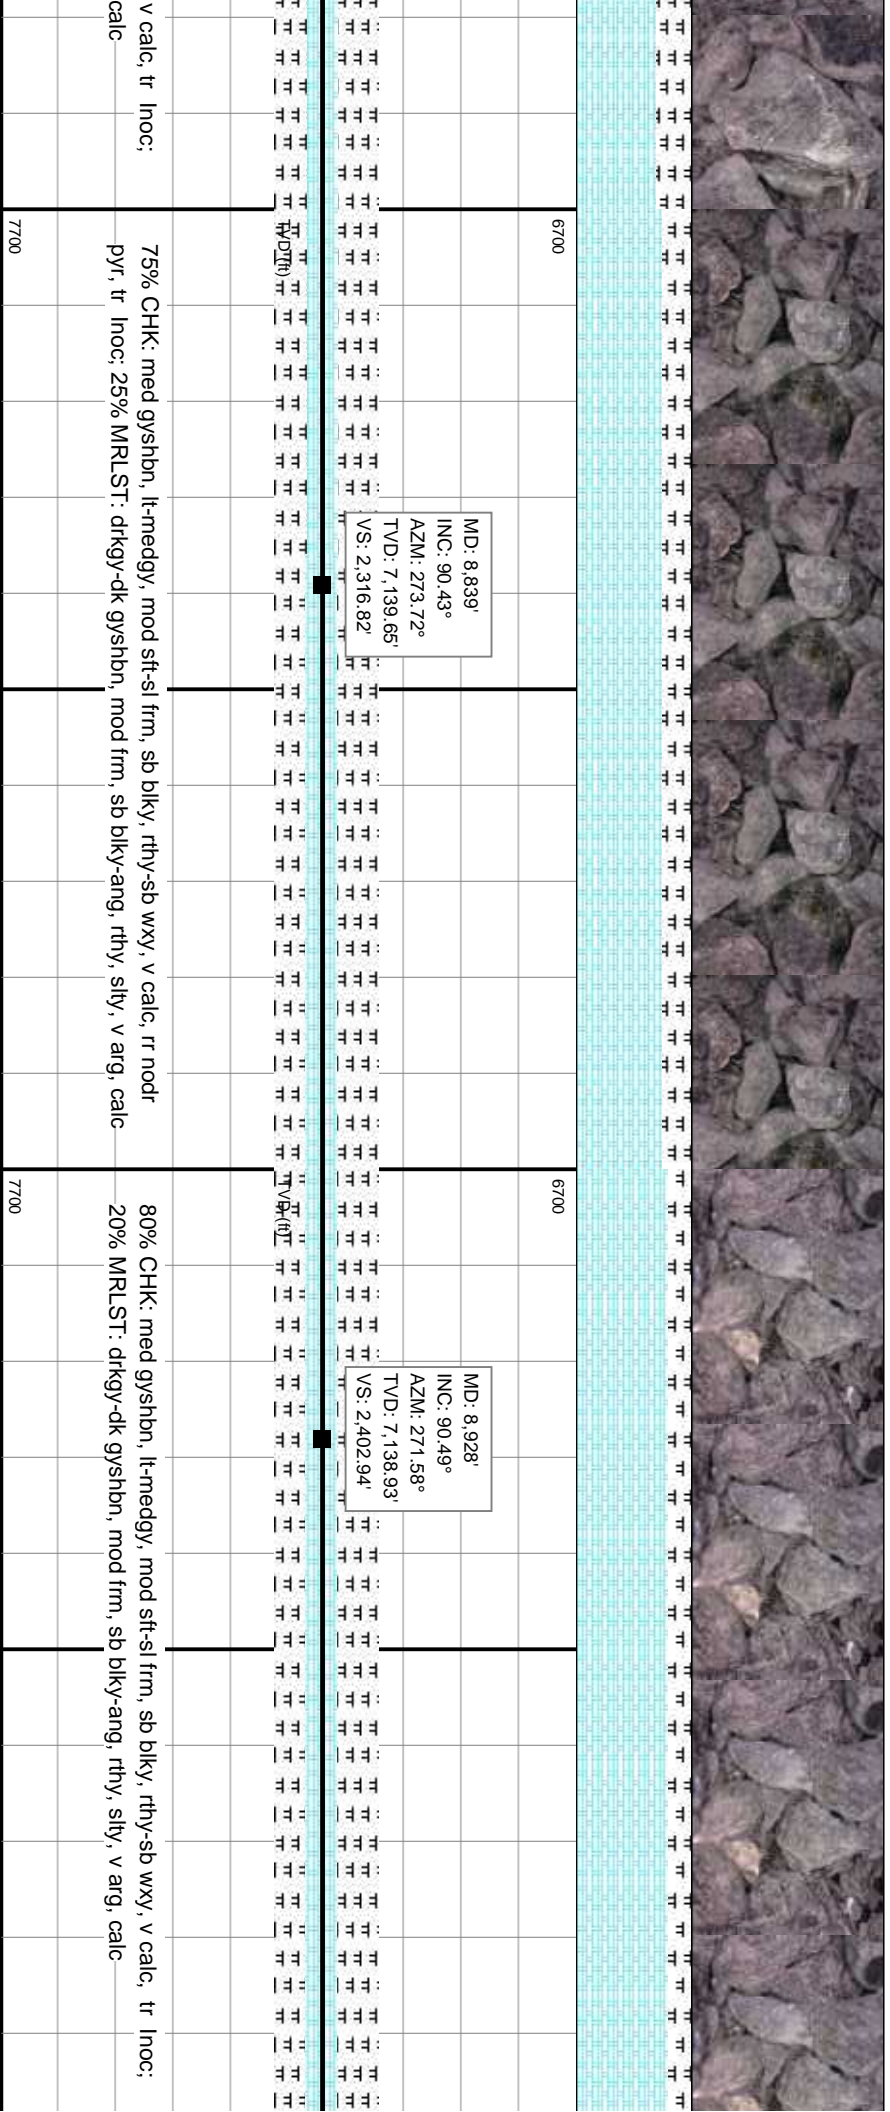 v calc, tr  Inoc;
calc
6700
TVD (ft)
7700
75% CHK: med gyshbn, lt-medgy, mod sft-sl frm, sb blky, rthy-sb wxy, v calc, rr nodr
pyr, tr  Inoc; 25% MRLST: drkgy-dk gyshbn, mod frm, sb blky-ang, rthy, slty, v arg, calc
MD: 8,839'
INC: 90.43°
AZM: 273.72°
TVD: 7,139.65'
VS: 2,316.82'
6700
TVD (ft)
7700
80% CHK: med gyshbn, lt-medgy, mod sft-sl frm, sb blky, rthy-sb wxy, v calc,  tr  Inoc;
20% MRLST: drkgy-dk gyshbn, mod frm, sb blky-ang, rthy, slty, v arg, calc
MD: 8,928'
INC: 90.49°
AZM: 271.58°
TVD: 7,138.93'
VS: 2,402.94'